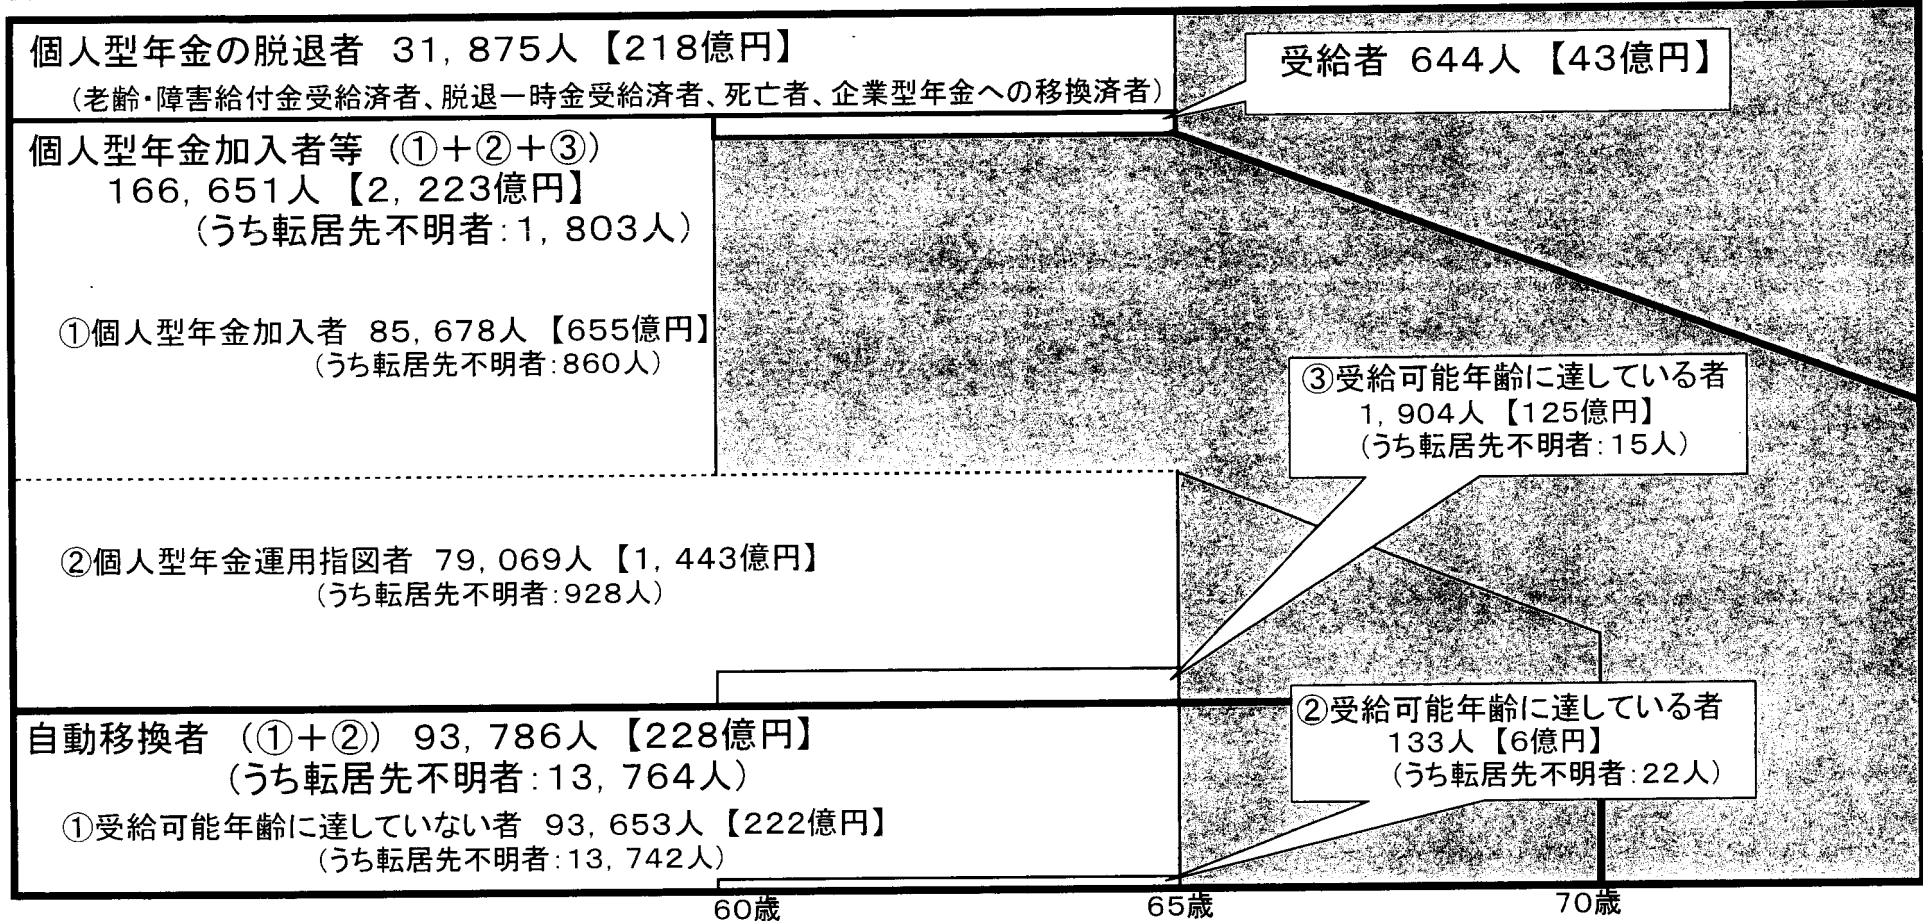 個人型年金の脱退者 31,875人【218億円】
(老齢・障害給付金受給済者、脱退一時金受給済者、死亡者、企業型年金への移換済者)
受給者 644人【43億円】
個人型年金加入者等 (①+②+③)
166,651人【2,223億円】
(うち転居先不明者:1,803人)
①個人型年金加入者 85,678人【655億円】
(うち転居先不明者:860人)
③受給可能年齢に達している者
1,904人【125億円】
(うち転居先不明者:15人)
②個人型年金運用指図者 79,069人【1,443億円】
(うち転居先不明者:928人)
自動移換者 (①+②) 93,786人【228億円】
(うち転居先不明者:13,764人)
②受給可能年齢に達している者
133人【6億円】
(うち転居先不明者:22人)
①受給可能年齢に達していない者 93,653人【222億円】
(うち転居先不明者:13,742人)
60歳
65歳
70歳